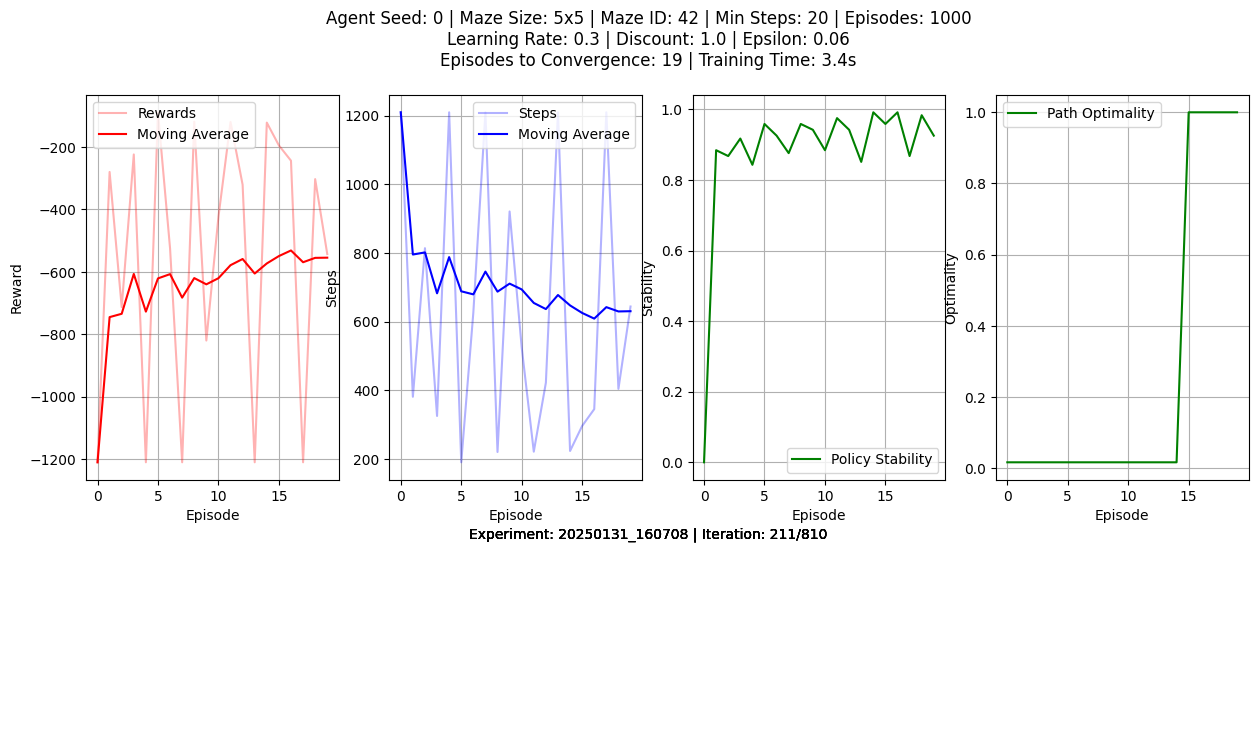 Agent Seed: 0 | Maze Size: 5x5 | Maze ID: 42 | Min Steps: 20 | Episodes: 1000
Learning Rate: 0.3 | Discount: 1.0 | Epsilon: 0.06
Episodes to Convergence: 19 | Training Time: 3.4s
Rewards
Moving Average
−200
−400
−600
−800
−1000
−1200
Reward
0
5
10
15
Episode
Steps
Moving Average
1200
1000
800
600
400
200
Steps
0
5
10
15
Episode
Policy Stability
1.0
0.8
0.6
0.4
0.2
0.0
Stability
0
5
10
15
Episode
Path Optimality
1.0
0.8
0.6
0.4
0.2
0.0
Optimality
0
5
10
15
Episode
Experiment: 20250131_160708 | Iteration: 211/810